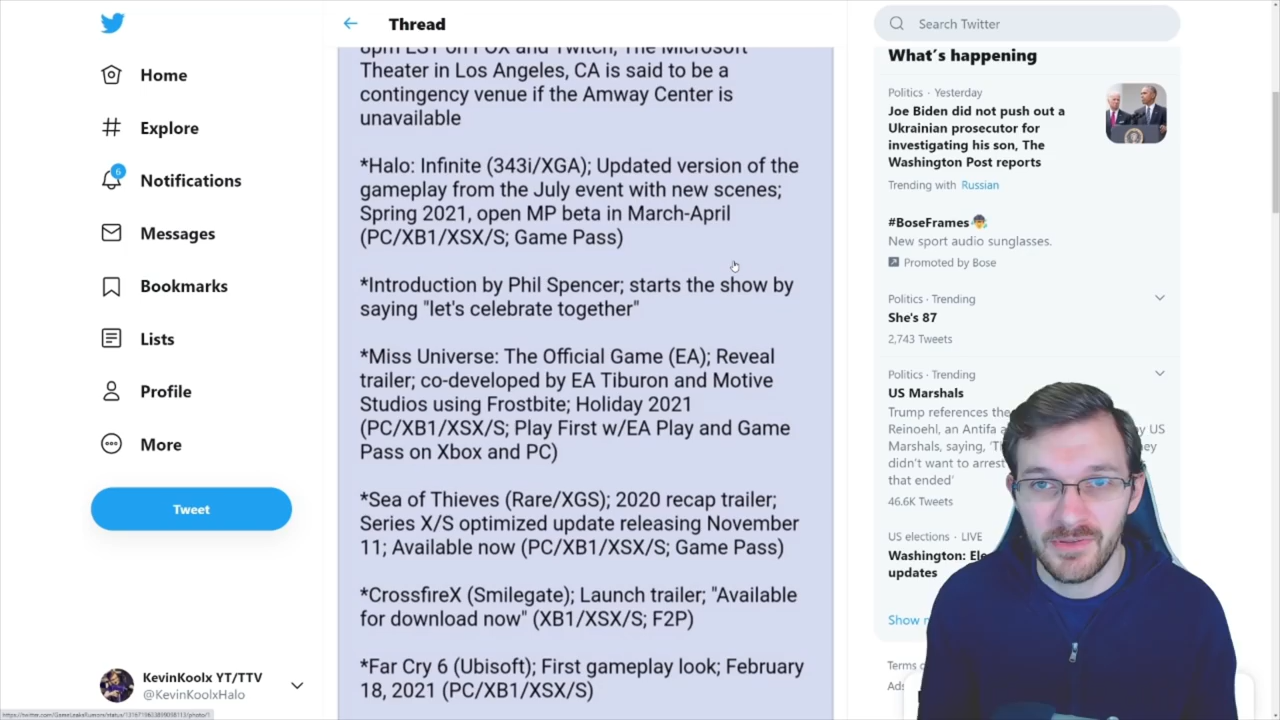 Home
Explore
6
Notifications
Messages
Bookmarks
Lists
Profile
More
Tweet
KevinKoolx YT/TTV
@KevinKoolxHalo
Thread
8pm EST on FOX and Twitch; The Microsoft
Theater in Los Angeles, CA is said to be a
contingency venue if the Amway Center is
unavailable
*Halo: Infinite (343i/XGA); Updated version of the
gameplay from the July event with new scenes;
Spring 2021, open MP beta in March-April
(PC/XB1/XSX/S; Game Pass)
*Introduction by Phil Spencer; starts the show by
saying "let's celebrate together"
*Miss Universe: The Official Game (EA); Reveal
trailer; co-developed by EA Tiburon and Motive
Studios using Frostbite; Holiday 2021
(PC/XB1/XSX/S; Play First w/EA Play and Game
Pass on Xbox and PC)
*Sea of Thieves (Rare/XGS); 2020 recap trailer;
Series X/S optimized update releasing November
11; Available now (PC/XB1/XSX/S; Game Pass)
*CrossfireX (Smilegate); Launch trailer; "Available
for download now" (XB1/XSX/S; F2P)
*Far Cry 6 (Ubisoft); First gameplay look; February
18, 2021 (PC/XB1/XSX/S)
Search Twitter
What's happening
Politics · Yesterday
Joe Biden did not push out a
Ukrainian prosecutor for
investigating his son, The
Washington Post reports
Trending with Russian
#BoseFrames
New sport audio sunglasses.
Promoted by Bose
Politics · Trending
She's 87
2,743 Tweets
Politics · Trending
US Marshals
Trump references the
Reinoehl, an Antifa
US
Marshals, saying,
didn't want to arrest
that ended'
46.6K Tweets
US elections · LIVE
Washington:
updates
Show
Terms